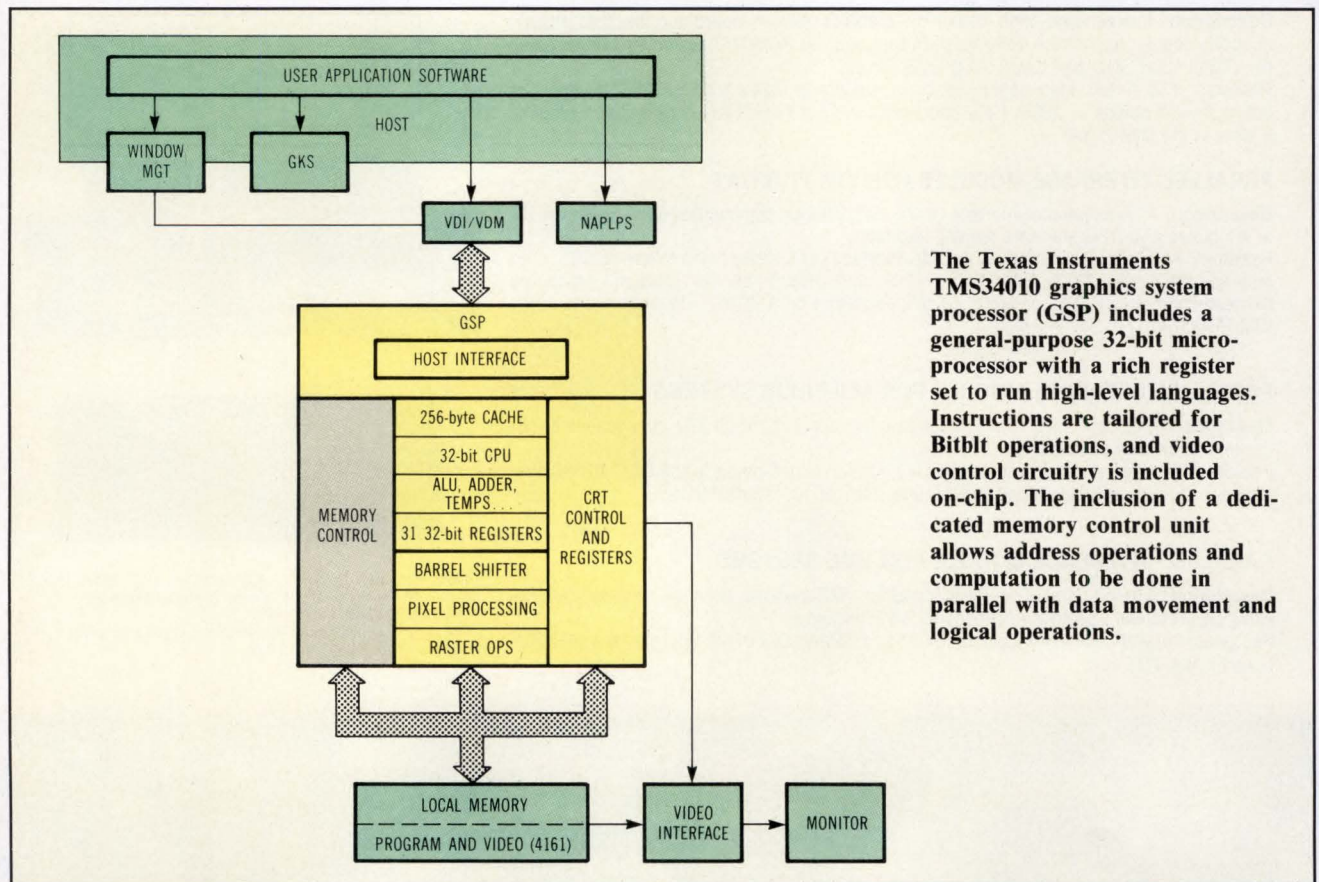 USER APPLICATION SOFTWARE
HOST
WINDOW
MGT
GKS
VDI/VDM
NAPLPS
GSP
HOST INTERFACE
MEMORY
CONTROL
256-byte CACHE
32-bit CPU
ALU, ADDER,
TEMPS...
31 32-bit REGISTERS
BARREL SHIFTER
PIXEL PROCESSING
RASTER OPS
CRT
CONTROL
AND
REGISTERS
LOCAL MEMORY
PROGRAM AND VIDEO (4161)
VIDEO
INTERFACE
MONITOR
The Texas Instruments
TMS34010 graphics system
processor (GSP) includes a
general-purpose 32-bit micro-
processor with a rich register
set to run high-level languages.
Instructions are tailored for
Bitblt operations, and video
control circuitry is included
on-chip. The inclusion of a dedi-
cated memory control unit
allows address operations and
computation to be done in
parallel with data movement and
logical operations.